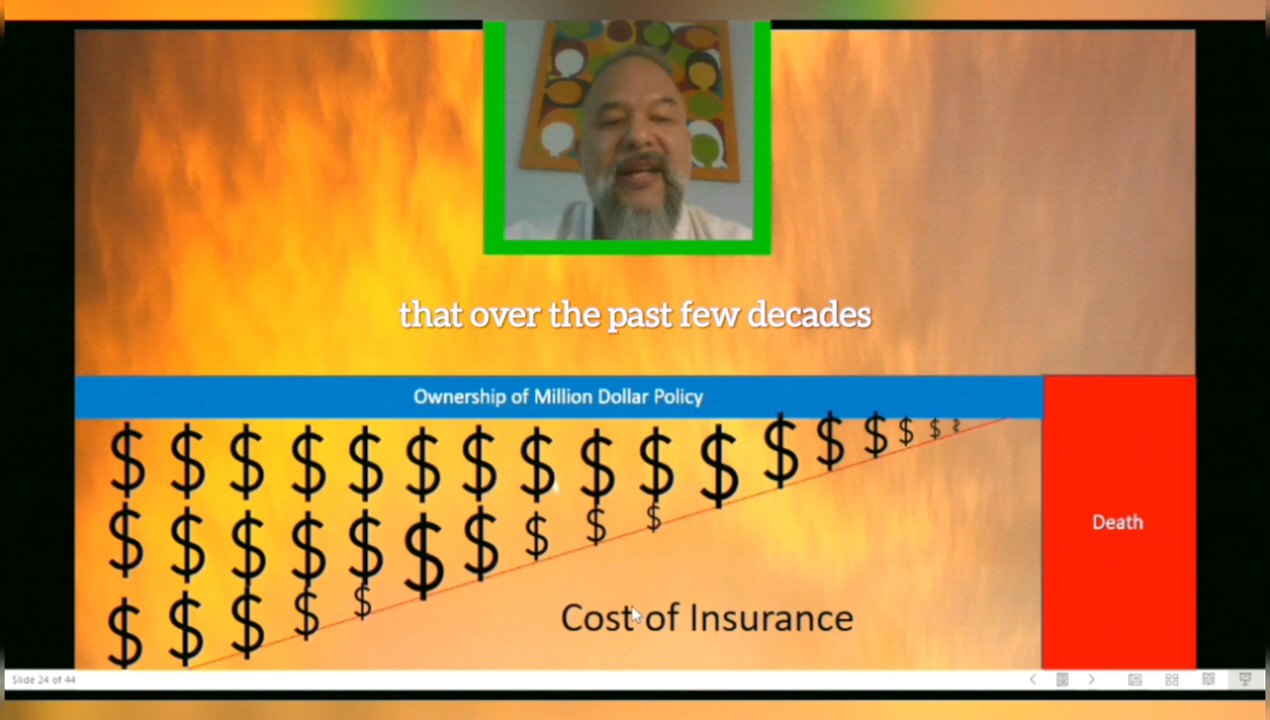 that over the past few decades
Ownership of Million Dollar Policy
$ $ $ $ $ $ $ $ $ $ $ $ $ $ $ $
$ $ $ $ $ $ $ $ $ $
$ $ $ $ $
Death
Cost of Insurance
Slide 24 of 44